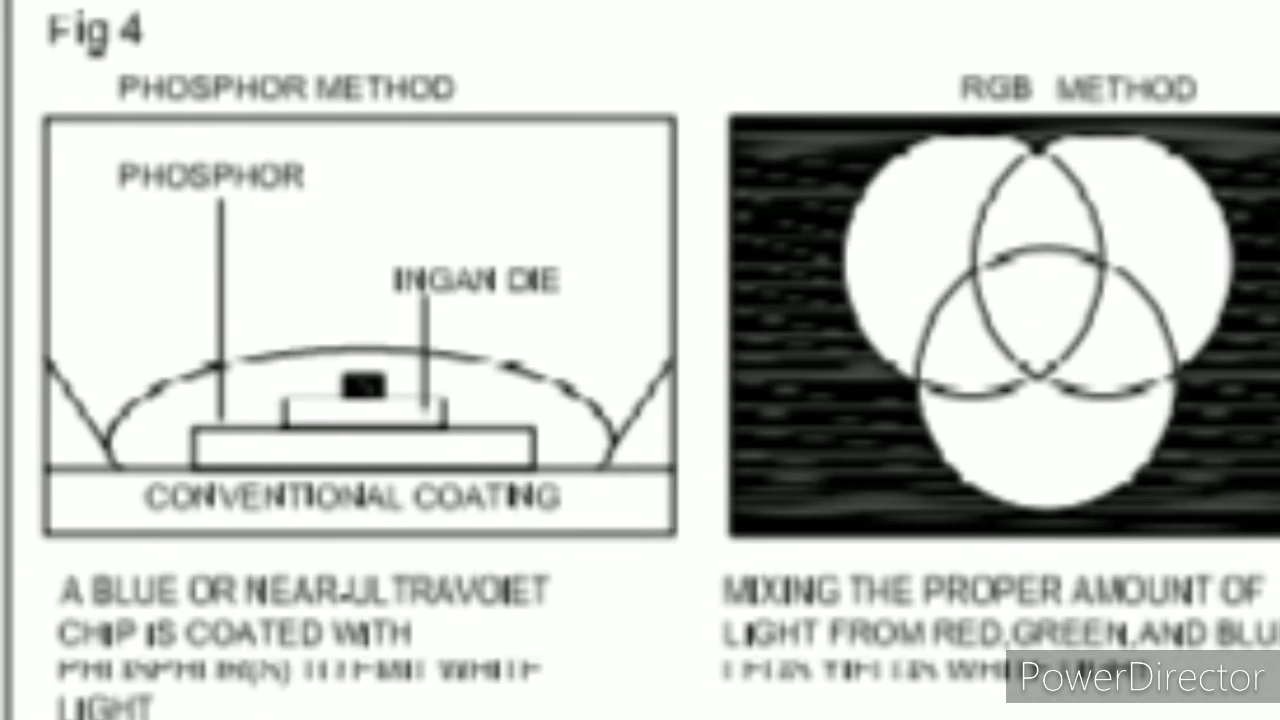 Fig 4
PHOSPHOR METHOD
PHOSPHOR
INGAN DIE
CONVENTIONAL COATING
A BLUE OR NEAR-ULTRAVOIET
CHIP IS COATED WITH
LIGHT
RGB METHOD
MIXING THE PROPER AMOUNT OF
LIGHT FROM RED,GREEN,AND BLU
PowerDirector